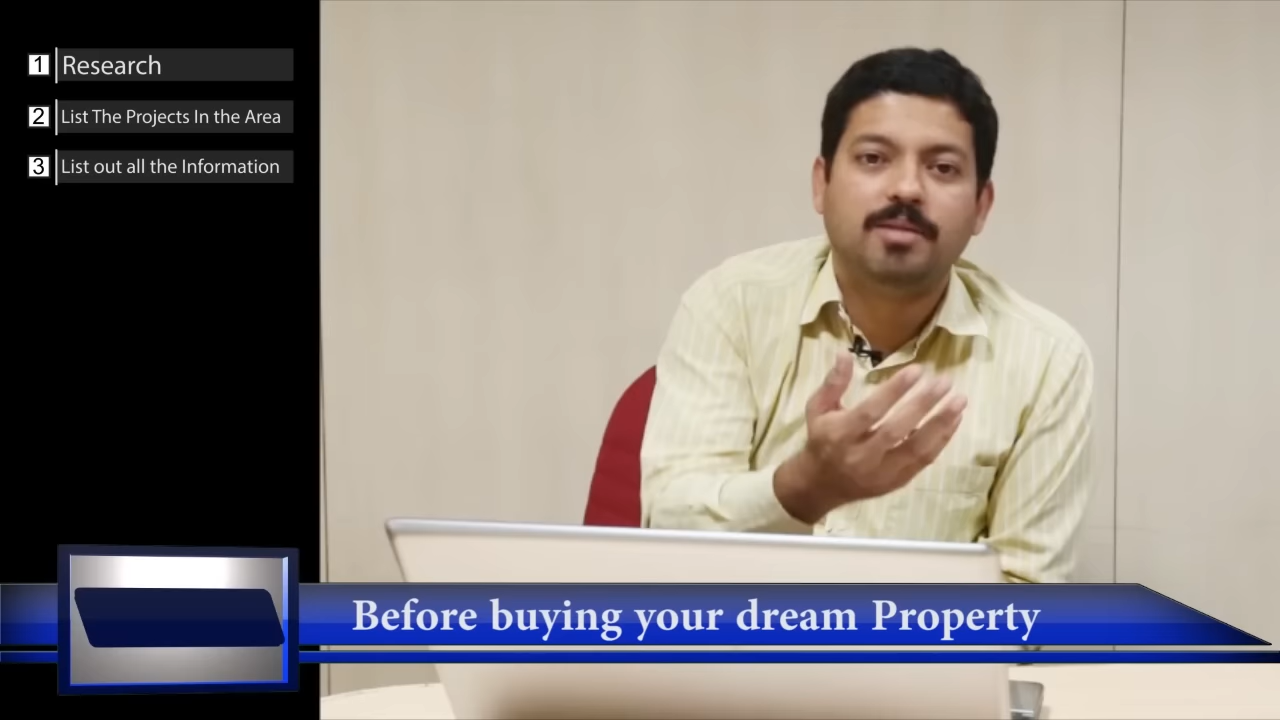 1 Research
2 List The Projects In the Area
3 List out all the Information
Before buying your dream Property